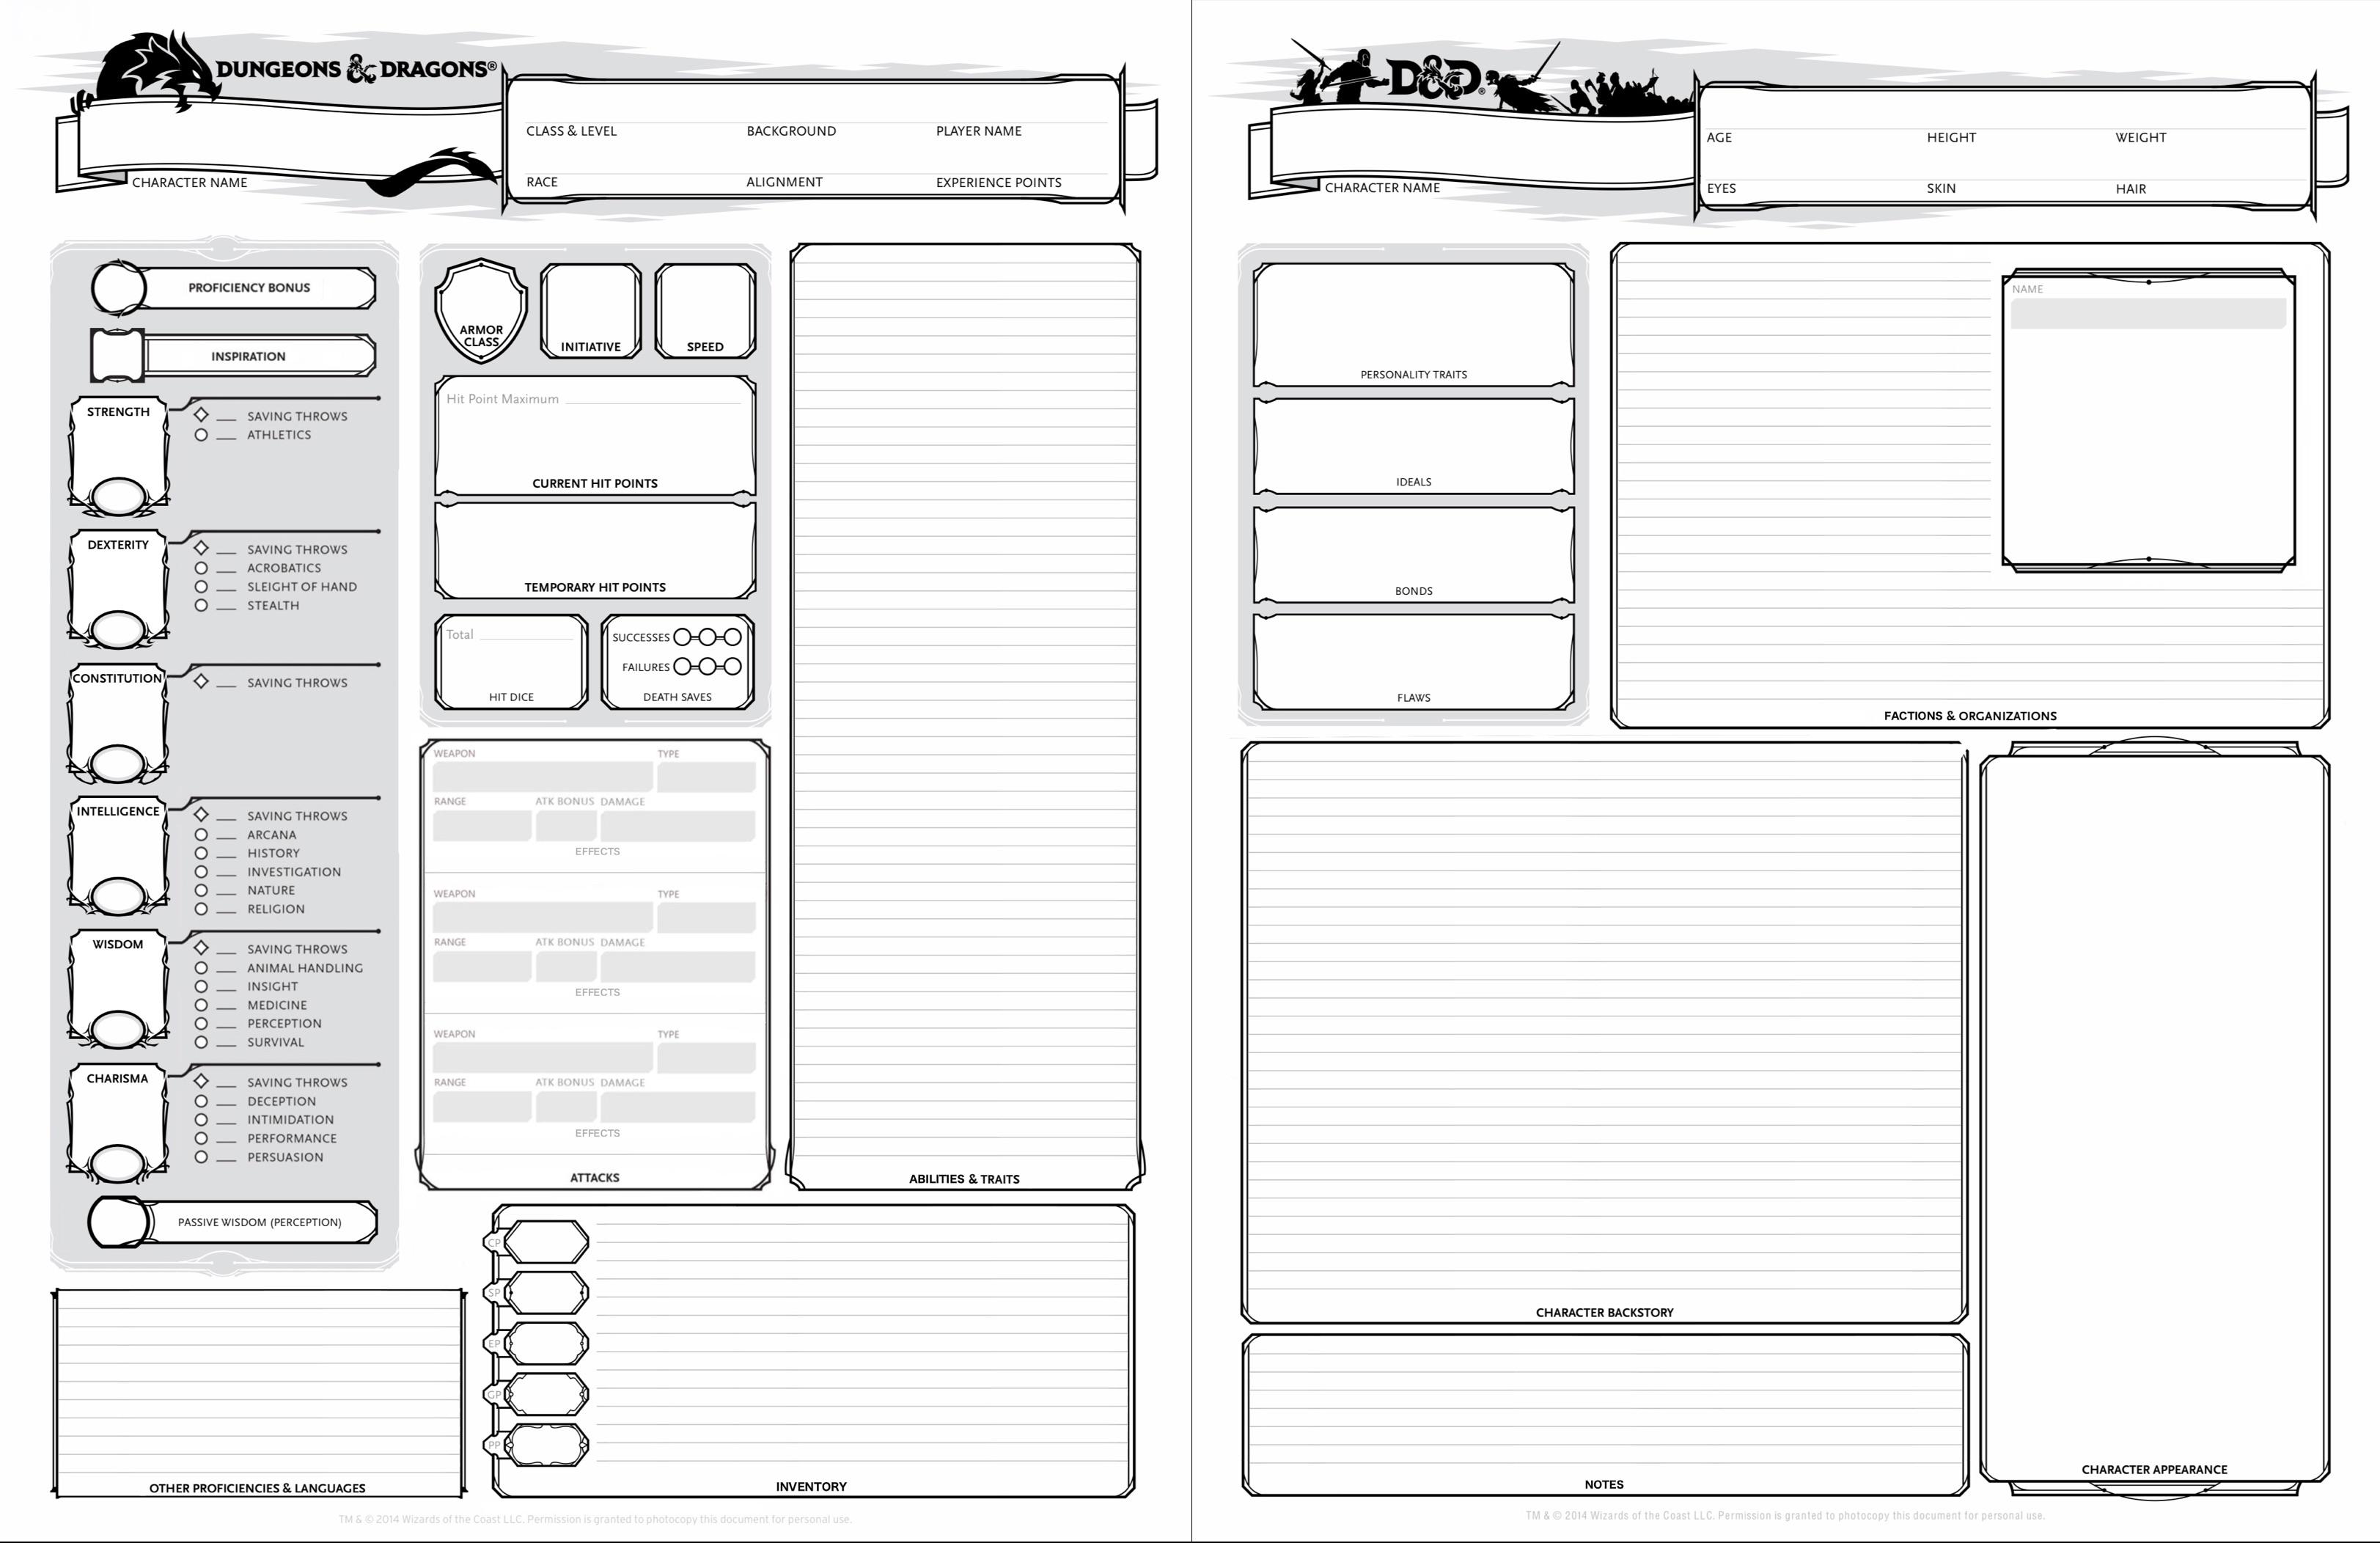 DUNGEONS & DRAGONS®
CHARACTER NAME
CLASS & LEVEL
BACKGROUND
PLAYER NAME
RACE
ALIGNMENT
EXPERIENCE POINTS
PROFICIENCY BONUS
INSPIRATION
STRENGTH
SAVING THROWS
ATHLETICS
DEXTERITY
SAVING THROWS
ACROBATICS
SLEIGHT OF HAND
STEALTH
CONSTITUTION
SAVING THROWS
INTELLIGENCE
SAVING THROWS
ARCANA
HISTORY
INVESTIGATION
NATURE
RELIGION
WISDOM
SAVING THROWS
ANIMAL HANDLING
INSIGHT
MEDICINE
PERCEPTION
SURVIVAL
CHARISMA
SAVING THROWS
DECEPTION
INTIMIDATION
PERFORMANCE
PERSUASION
PASSIVE WISDOM (PERCEPTION)
OTHER PROFICIENCIES & LANGUAGES
ARMOR
CLASS
INITIATIVE
SPEED
Hit Point Maximum
CURRENT HIT POINTS
TEMPORARY HIT POINTS
Total
HIT DICE
SUCCESSES
FAILURES
DEATH SAVES
WEAPON
TYPE
RANGE
ATK BONUS
DAMAGE
EFFECTS
WEAPON
TYPE
RANGE
ATK BONUS
DAMAGE
EFFECTS
WEAPON
TYPE
RANGE
ATK BONUS
DAMAGE
EFFECTS
ATTACKS
ABILITIES & TRAITS
CP
SP
EP
GP
PP
INVENTORY
TM & © 2014 Wizards of the Coast LLC. Permission is granted to photocopy this document for personal use.
D&D®
CHARACTER NAME
AGE
HEIGHT
WEIGHT
EYES
SKIN
HAIR
PERSONALITY TRAITS
IDEALS
BONDS
FLAWS
NAME
FACTIONS & ORGANIZATIONS
CHARACTER BACKSTORY
NOTES
CHARACTER APPEARANCE
TM & © 2014 Wizards of the Coast LLC. Permission is granted to photocopy this document for personal use.